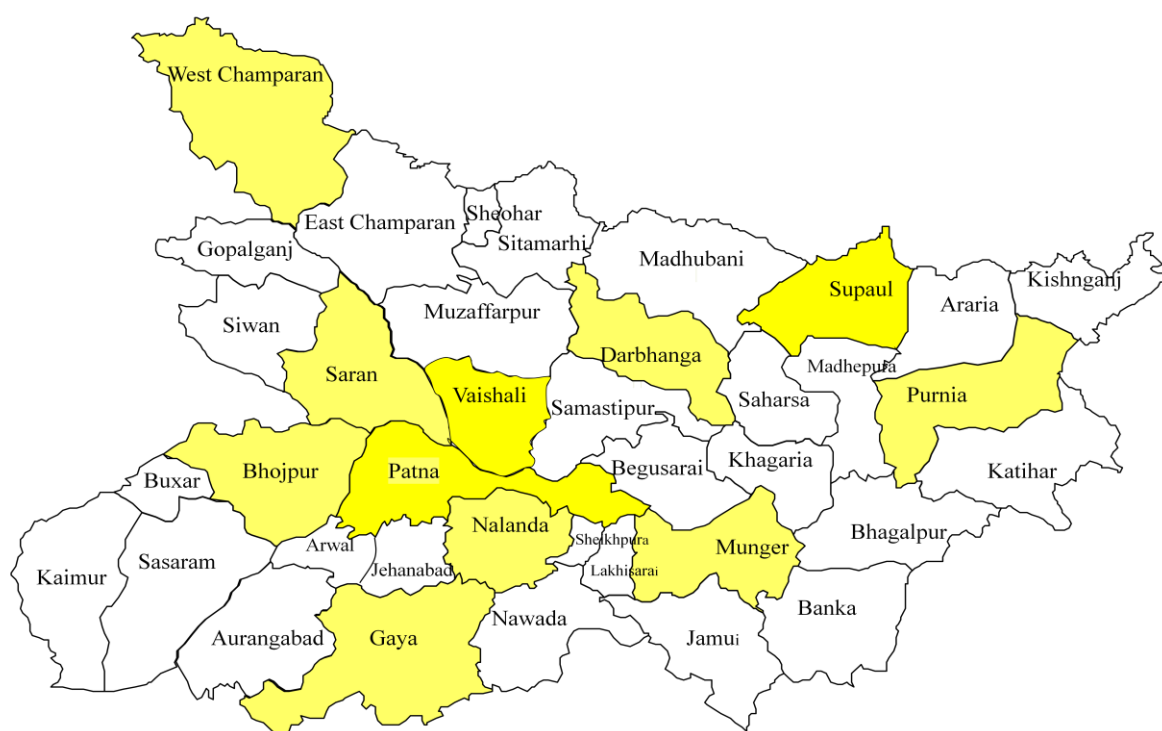 West Champaran
East Champaran
Sheohar
Sitamarhi
Gopalganj
Madhubani
Supaul
Araria
Kishnganj
Siwan
Muzaffarpur
Darbhanga
Madhepura
Saran
Vaishali
Samastipur
Saharsa
Purnia
Buxar
Bhojpur
Patna
Begusarai
Khagaria
Katihar
Kaimur
Sasaram
Arwal
Jehanabad
Nalanda
Sheikhpura
Lakhisarai
Munger
Bhagalpur
Aurangabad
Gaya
Nawada
Jamui
Banka